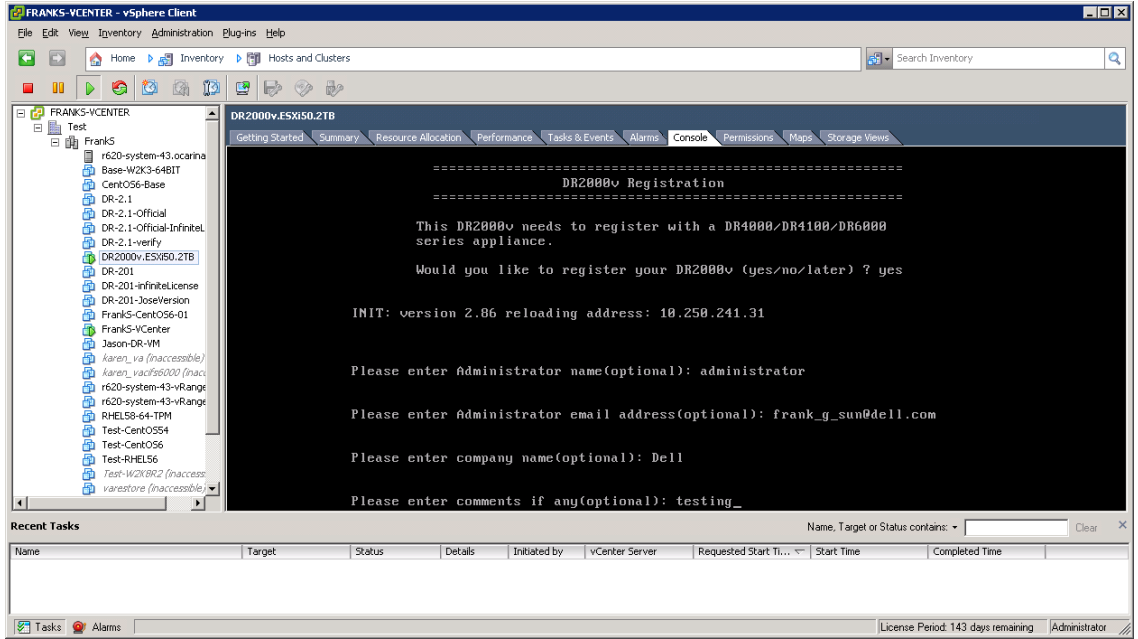 FRANKS-VCENTER - vSphere Client
File Edit View Inventory Administration Plug-ins Help
Home Inventory Hosts and Clusters Search Inventory
FRANKS-VCENTER
Test
FrankS
r620-system-43.ocarina
Base-W2K3-64BIT
CentOS6-Base
DR-2.1
DR-2.1-Official
DR-2.1-Official-InfiniteL
DR-2.1-verify
DR2000v.ESXi50.2TB
DR-201
DR-201-infiniteLicense
DR-201-JoseVersion
FrankS-CentOS6-01
FrankS-VCenter
Jason-DR-VM
karen_va (inaccessible)
karen_vacifs6000 (inacc
r620-system-43-vRange
r620-system-43-vRange
RHEL58-64-TPM
Test-CentOS54
Test-CentOS6
Test-RHEL56
Test-W2K8R2 (inaccess
varestore (inaccessible)
DR2000v.ESXi50.2TB
Getting Started Summary Resource Allocation Performance Tasks & Events Alarms Console Permissions Maps Storage Views
==========================================================
DR2000v Registration
==========================================================
This DR2000v needs to register with a DR4000/DR4100/DR6000
series appliance.
Would you like to register your DR2000v (yes/no/later) ? yes
INIT: version 2.86 reloading address: 10.250.241.31
Please enter Administrator name(optional): administrator
Please enter Administrator email address(optional): frank_g_sun@dell.com
Please enter company name(optional): Dell
Please enter comments if any(optional): testing_
Recent Tasks
Name, Target or Status contains: Clear
Name Target Status Details Initiated by vCenter Server Requested Start Ti... Start Time Completed Time
Tasks Alarms License Period: 143 days remaining Administrator